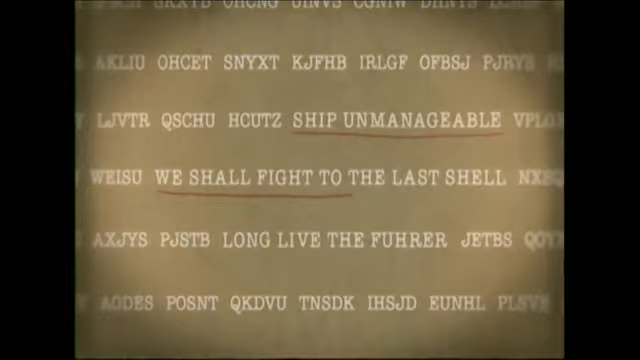 AKLIU OHCET SNYXT KJFHB IRLGF OFBSJ PJRYS
LJVTR QSCHU HCUTZ SHIP UNMANAGEABLE
WEISU WE SHALL FIGHT TO THE LAST SHELL
AXJYS PJSTB LONG LIVE THE FUHRER JETBS
AODES POSNT QKDVU TNSDK IHSJD EUNHL